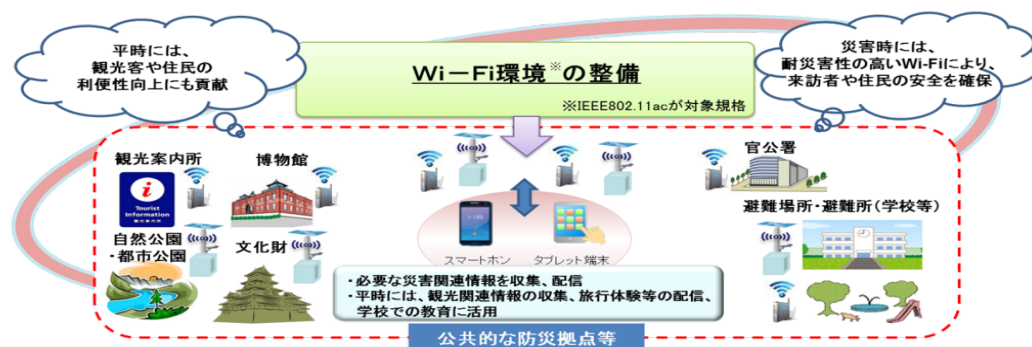 平時には、
観光客や住民の
利便性向上にも貢献
Wi－Fi環境※の整備
※IEEE802.11acが対象規格
災害時には、
耐災害性の高いWi-Fiにより、
来訪者や住民の安全を確保
観光案内所
博物館
官公署
i
Tourist
Information
観光案内所
避難場所・避難所（学校等）
自然公園
・都市公園
文化財
スマートホン
タブレット端末
・必要な災害関連情報を収集、配信
・平時には、観光関連情報の収集、旅行体験等の配信、
学校での教育に活用
公共的な防災拠点等